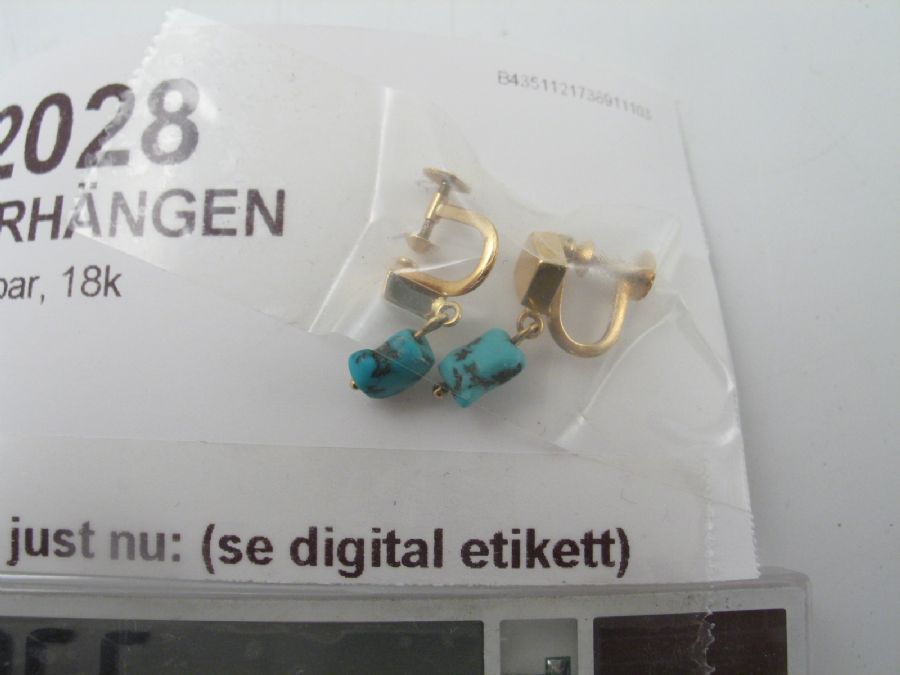 B4351121738911103
2028
RHÄNGEN
par, 18k
just nu: (se digital etikett)